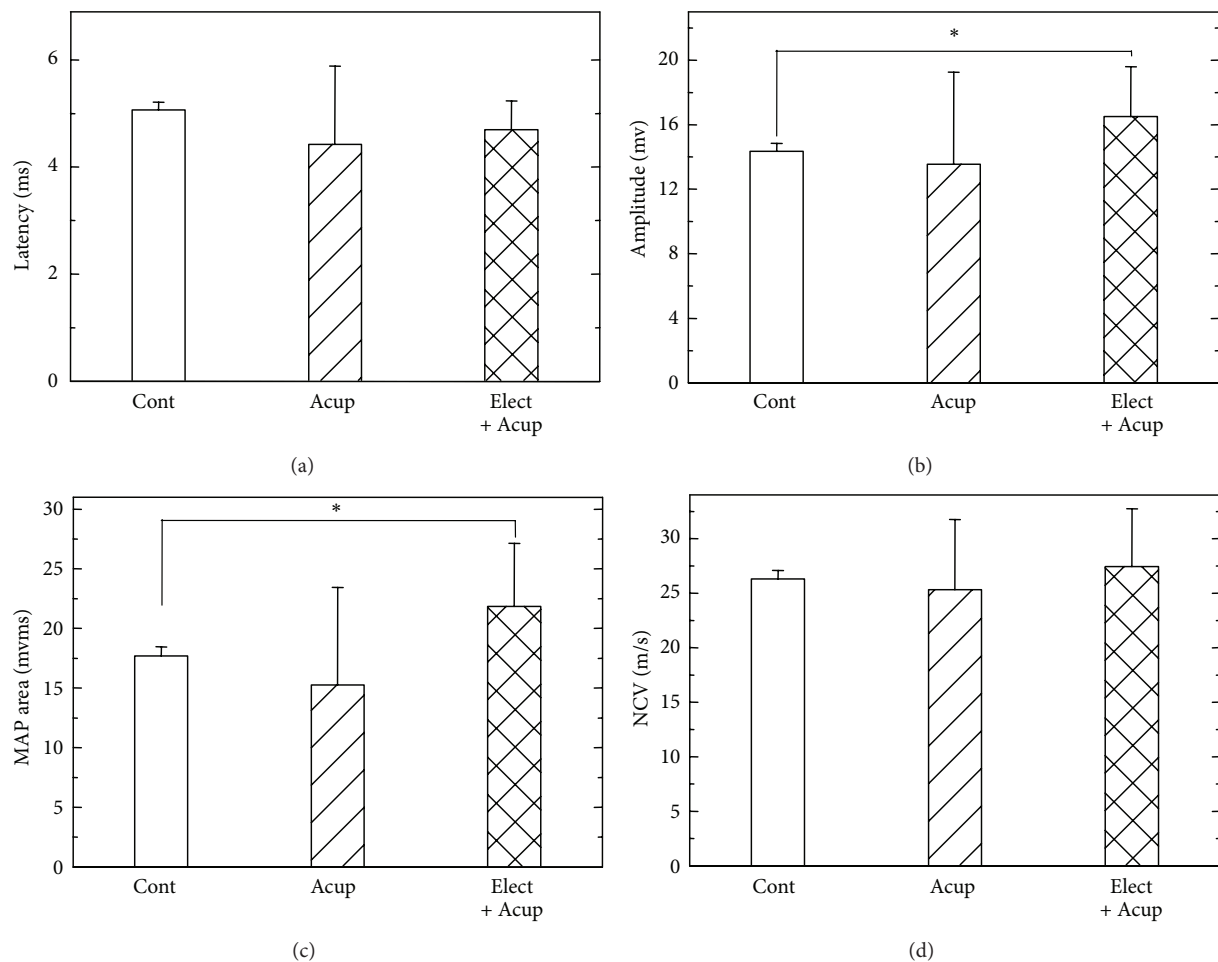 6
4
2
0
Latency (ms)
Cont
Acup
Elect
+ Acup
(a)
20
16
12
8
4
0
Amplitude (mv)
*
Cont
Acup
Elect
+ Acup
(b)
30
25
20
15
10
5
0
MAP area (mvms)
*
Cont
Acup
Elect
+ Acup
(c)
30
25
20
15
10
5
0
NCV (m/s)
Cont
Acup
Elect
+ Acup
(d)